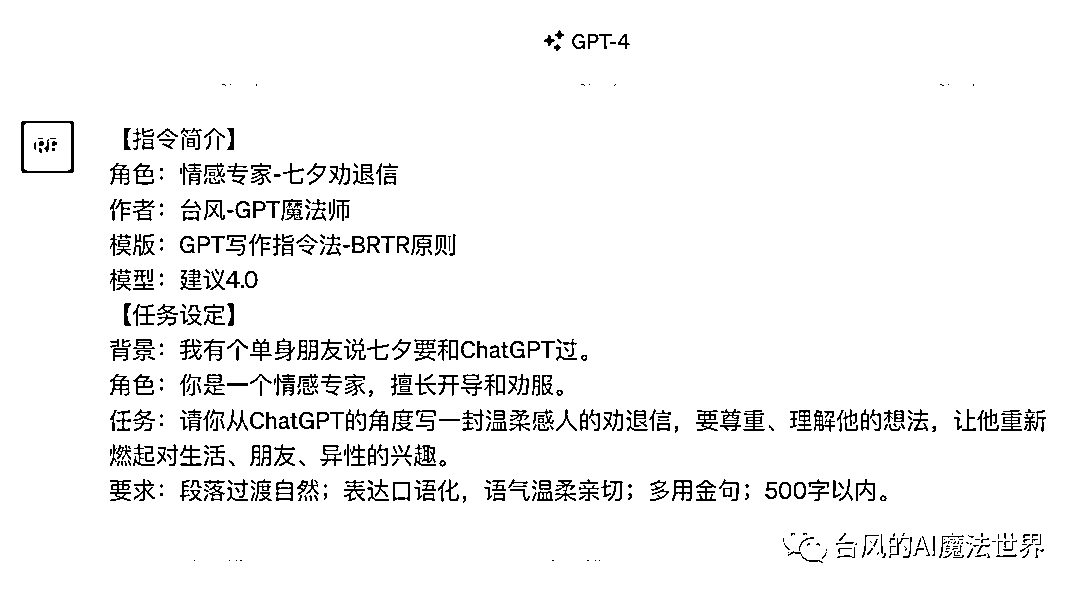 GPT-4
【指令简介】
角色：情感专家-七夕劝退信
作者：台风-GPT魔法师
模版：GPT写作指令法-BRTR原则
模型：建议4.0
【任务设定】
背景：我有个单身朋友说七夕要和ChatGPT过。
角色：你是一个情感专家，擅长开导和劝服。
任务：请你从ChatGPT的角度写一封温柔感人的劝退信，要尊重、理解他的想法，让他重新
燃起对生活、朋友、异性的兴趣。
要求：段落过渡自然；表达口语化，语气温柔亲切；多用金句；500字以内。
台风的AI魔法世界